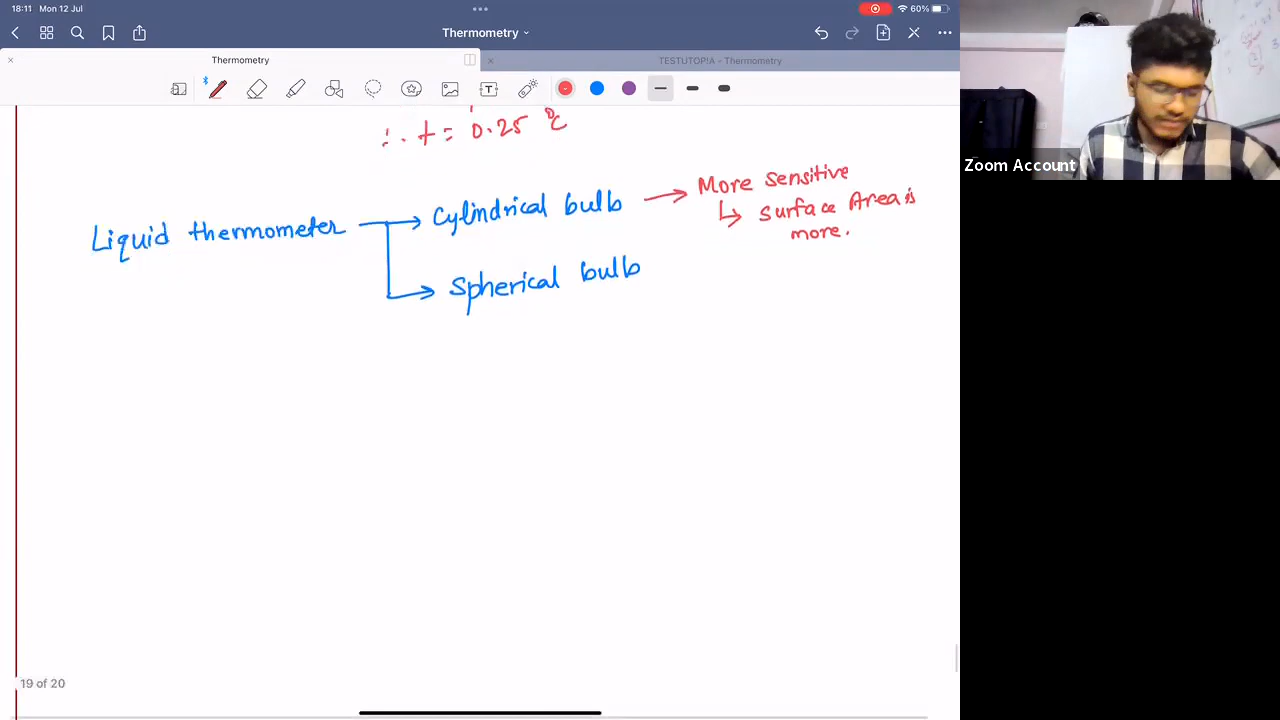 18:11 Mon 12 Jul
60%
Thermometry
Thermometry
TESTUTOP!A - Thermometry
T
∴ t = 0.25 °C
Liquid thermometer → Cylindrical bulb → More sensitive
↳ Surface Area is
more.
→ Spherical bulb
19 of 20
Zoom Account